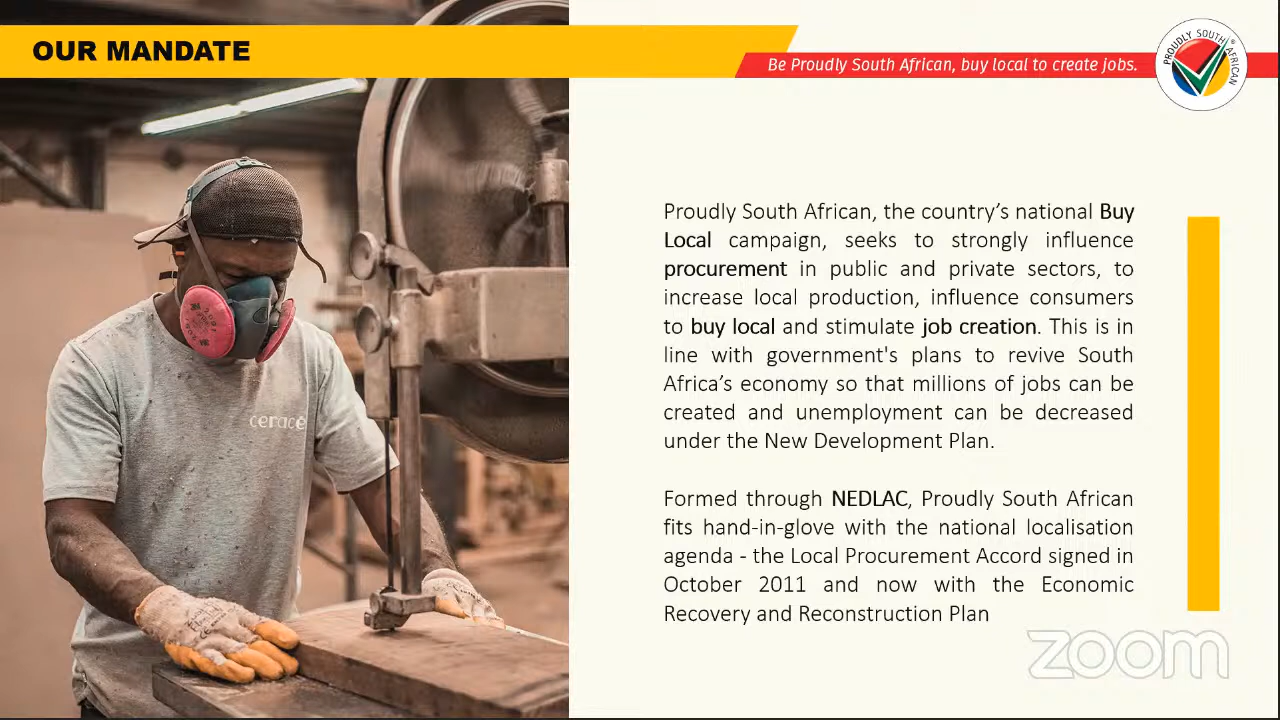 OUR MANDATE
Be Proudly South African, buy local to create jobs.
PROUDLY SOUTH AFRICAN
Proudly South African, the country’s national Buy
Local campaign, seeks to strongly influence
procurement in public and private sectors, to
increase local production, influence consumers
to buy local and stimulate job creation. This is in
line with government's plans to revive South
Africa’s economy so that millions of jobs can be
created and unemployment can be decreased
under the New Development Plan.
Formed through NEDLAC, Proudly South African
fits hand-in-glove with the national localisation
agenda - the Local Procurement Accord signed in
October 2011 and now with the Economic
Recovery and Reconstruction Plan
zoom